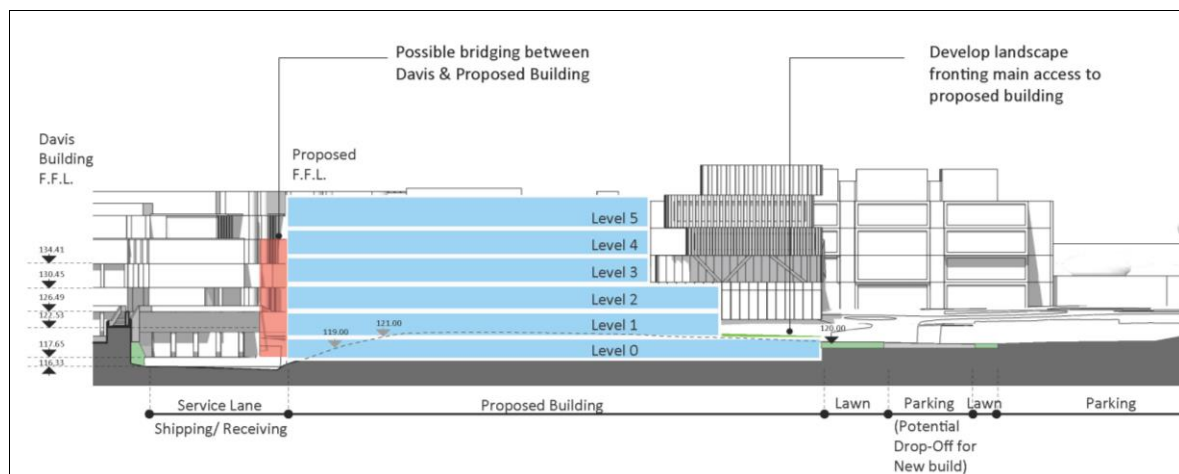 Possible bridging between
Davis & Proposed Building
Develop landscape
fronting main access to
proposed building
Davis
Building
F.F.L.
Proposed
F.F.L.
Level 5
Level 4
Level 3
Level 2
Level 1
Level 0
134.41
130.45
126.49
122.53
117.65
116.33
119.00
121.00
120.00
Service Lane
Shipping/ Receiving
Proposed Building
Lawn
Parking
(Potential
Drop-Off for
New build)
Lawn
Parking